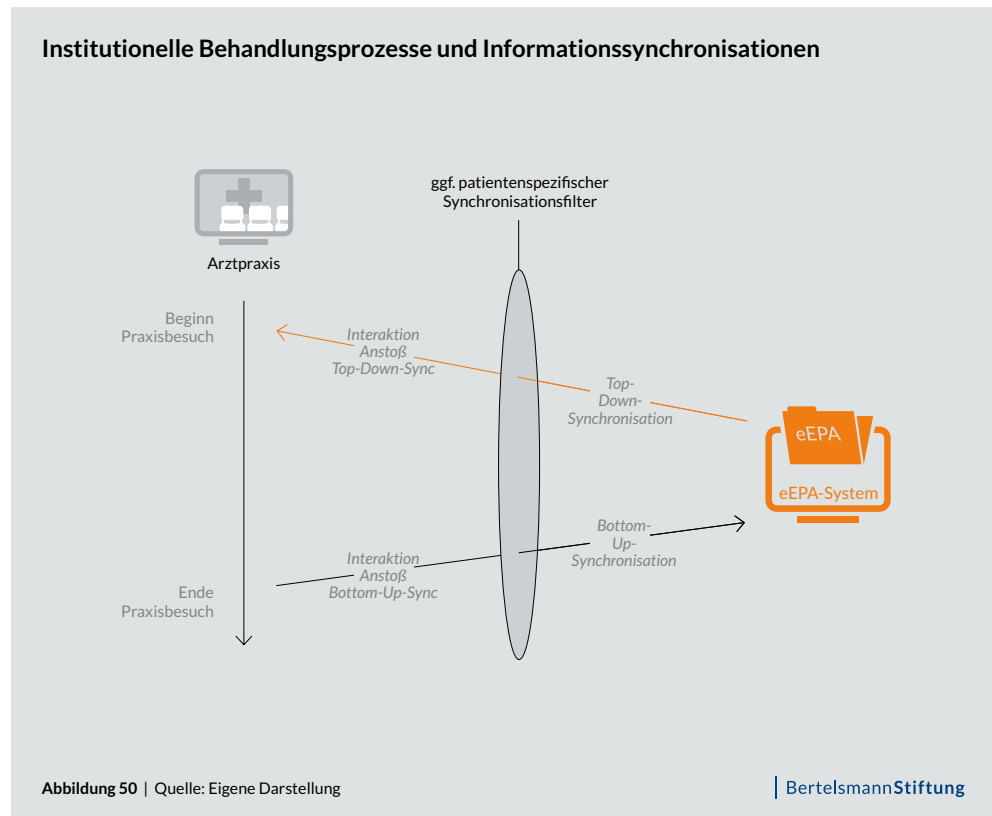 Institutionelle Behandlungsprozesse und Informationssynchronisationen
ggf. patientenspezifischer
Synchronisationsfilter
Arztpraxis
Beginn
Praxisbesuch
Interaktion
Anstoß
Top-Down-Sync
Top-
Down-
Synchronisation
eEPA
eEPA-System
Bottom-
Up-
Synchronisation
Interaktion
Anstoß
Bottom-Up-Sync
Ende
Praxisbesuch
Abbildung 50 | Quelle: Eigene Darstellung
BertelsmannStiftung